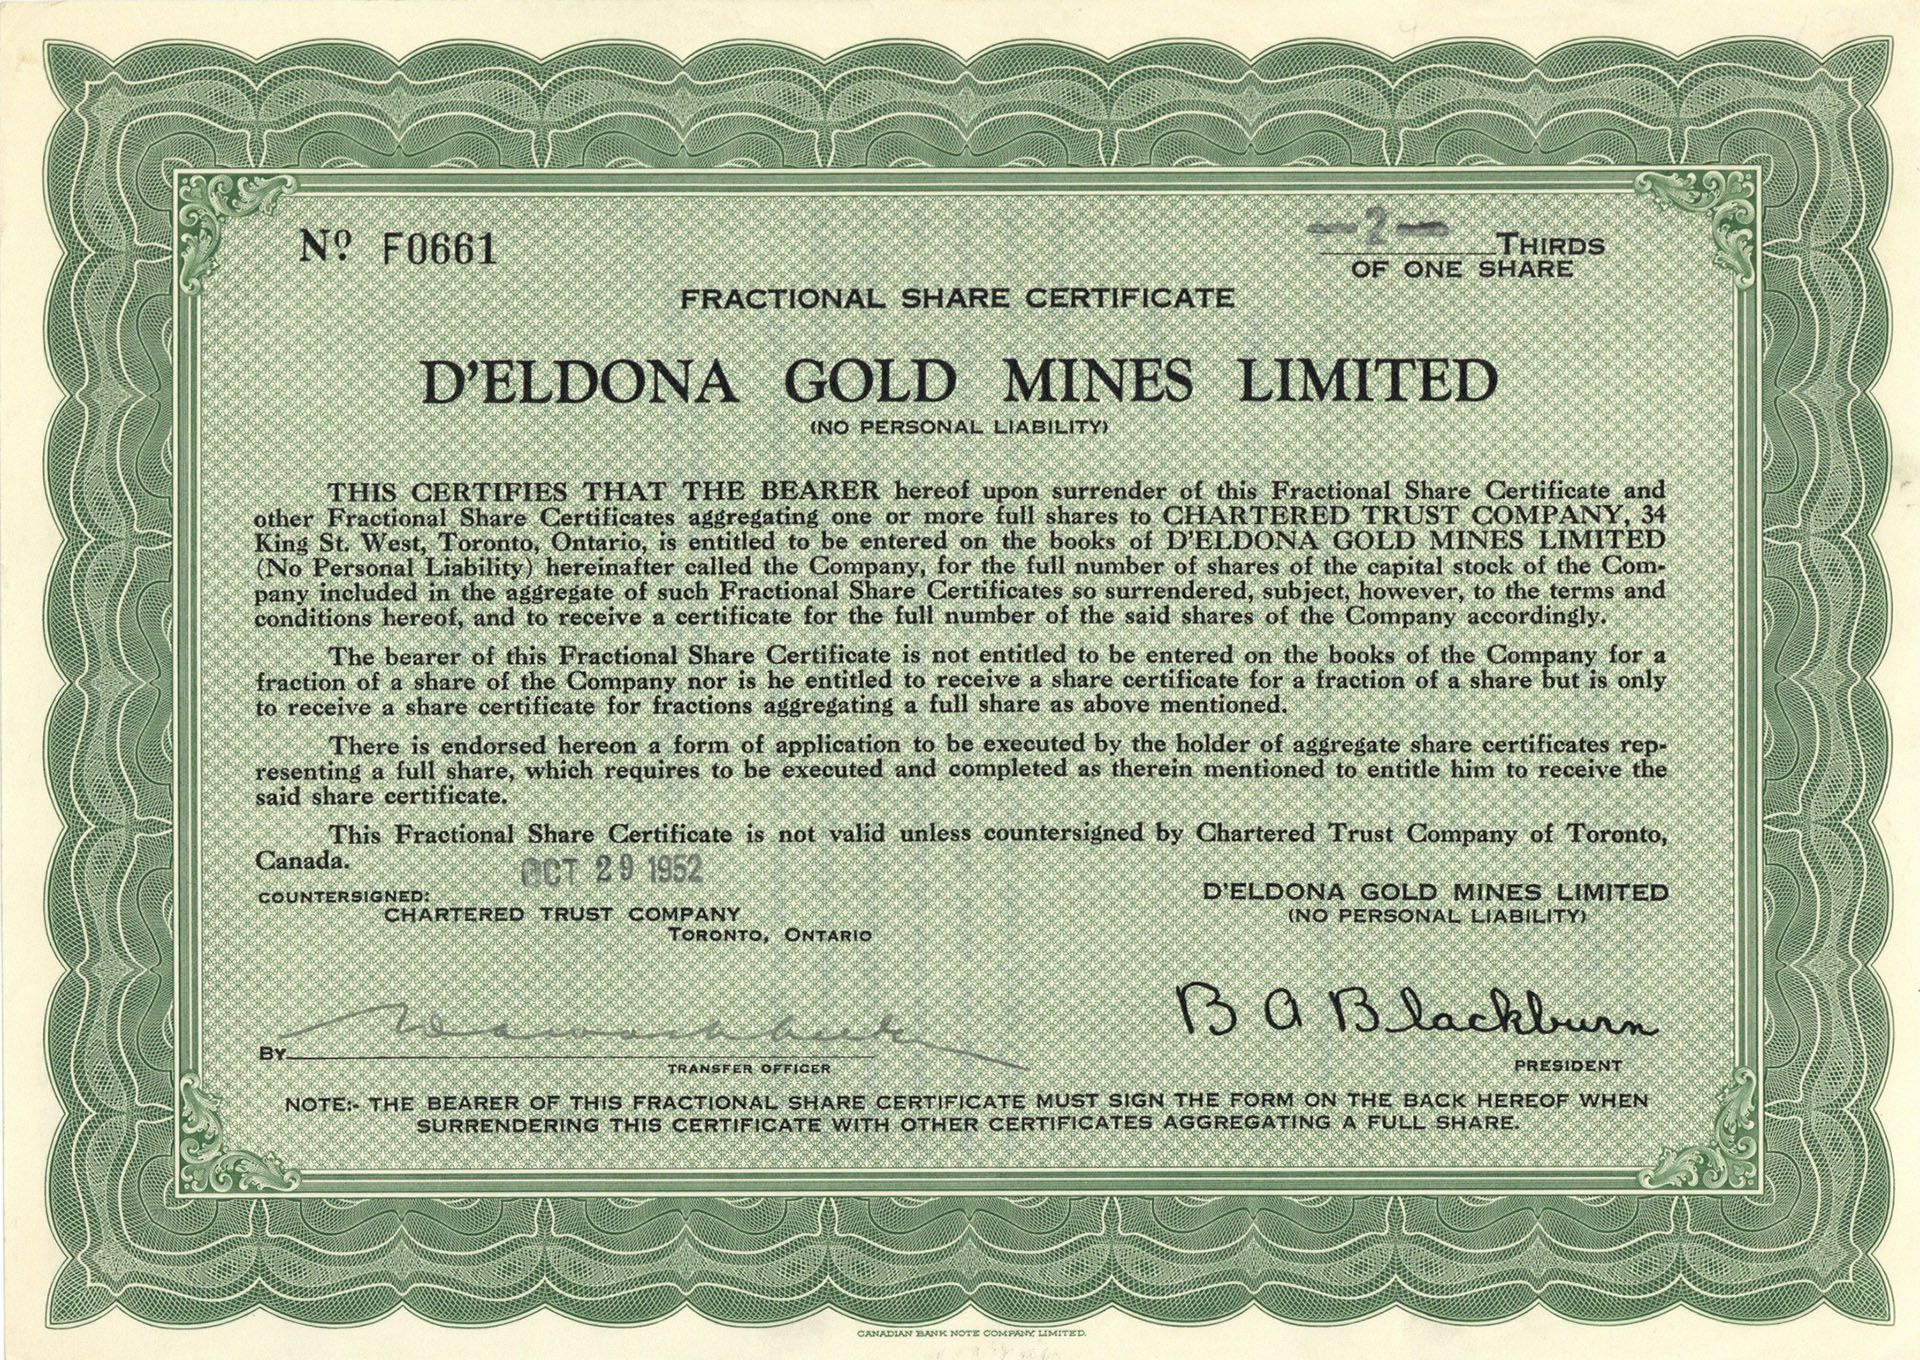 Nº F0661
—2— THIRDS
OF ONE SHARE
FRACTIONAL SHARE CERTIFICATE
D'ELDONA GOLD MINES LIMITED
(NO PERSONAL LIABILITY)
THIS CERTIFIES THAT THE BEARER hereof upon surrender of this Fractional Share Certificate and
other Fractional Share Certificates aggregating one or more full shares to CHARTERED TRUST COMPANY, 34
King St. West, Toronto, Ontario, is entitled to be entered on the books of D'ELDONA GOLD MINES LIMITED
(No Personal Liability) hereinafter called the Company, for the full number of shares of the capital stock of the Com-
pany included in the aggregate of such Fractional Share Certificates so surrendered, subject, however, to the terms and
conditions hereof, and to receive a certificate for the full number of the said shares of the Company accordingly.
The bearer of this Fractional Share Certificate is not entitled to be entered on the books of the Company for a
fraction of a share of the Company nor is he entitled to receive a share certificate for a fraction of a share but is only
to receive a share certificate for fractions aggregating a full share as above mentioned.
There is endorsed hereon a form of application to be executed by the holder of aggregate share certificates rep-
resenting a full share, which requires to be executed and completed as therein mentioned to entitle him to receive the
said share certificate.
This Fractional Share Certificate is not valid unless countersigned by Chartered Trust Company of Toronto,
Canada.
OCT 29 1952
COUNTERSIGNED:
CHARTERED TRUST COMPANY
TORONTO, ONTARIO
D'ELDONA GOLD MINES LIMITED
(NO PERSONAL LIABILITY)
B A Blackburn
BY
TRANSFER OFFICER
PRESIDENT
NOTE:- THE BEARER OF THIS FRACTIONAL SHARE CERTIFICATE MUST SIGN THE FORM ON THE BACK HEREOF WHEN
SURRENDERING THIS CERTIFICATE WITH OTHER CERTIFICATES AGGREGATING A FULL SHARE.
CANADIAN BANK NOTE COMPANY, LIMITED.